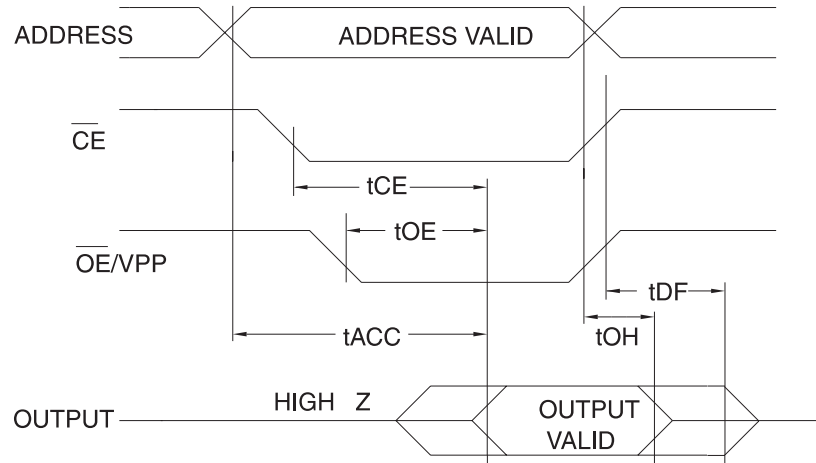 ADDRESS ADDRESS VALID
CE
tCE
tOE
OE/VPP
tDF
tACC tOH
HIGH Z
OUTPUT OUTPUT
VALID